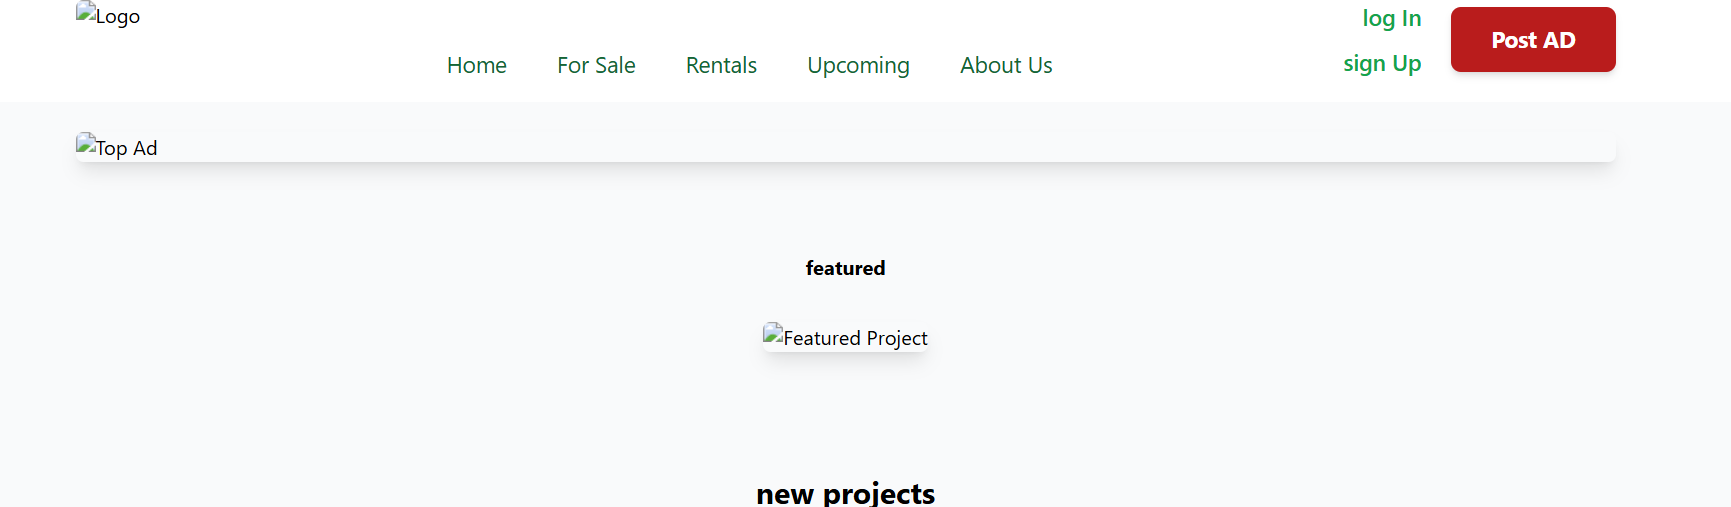 Logo
Home For Sale Rentals Upcoming About Us
log In
sign Up
Post AD
Top Ad
featured
Featured Project
new projects